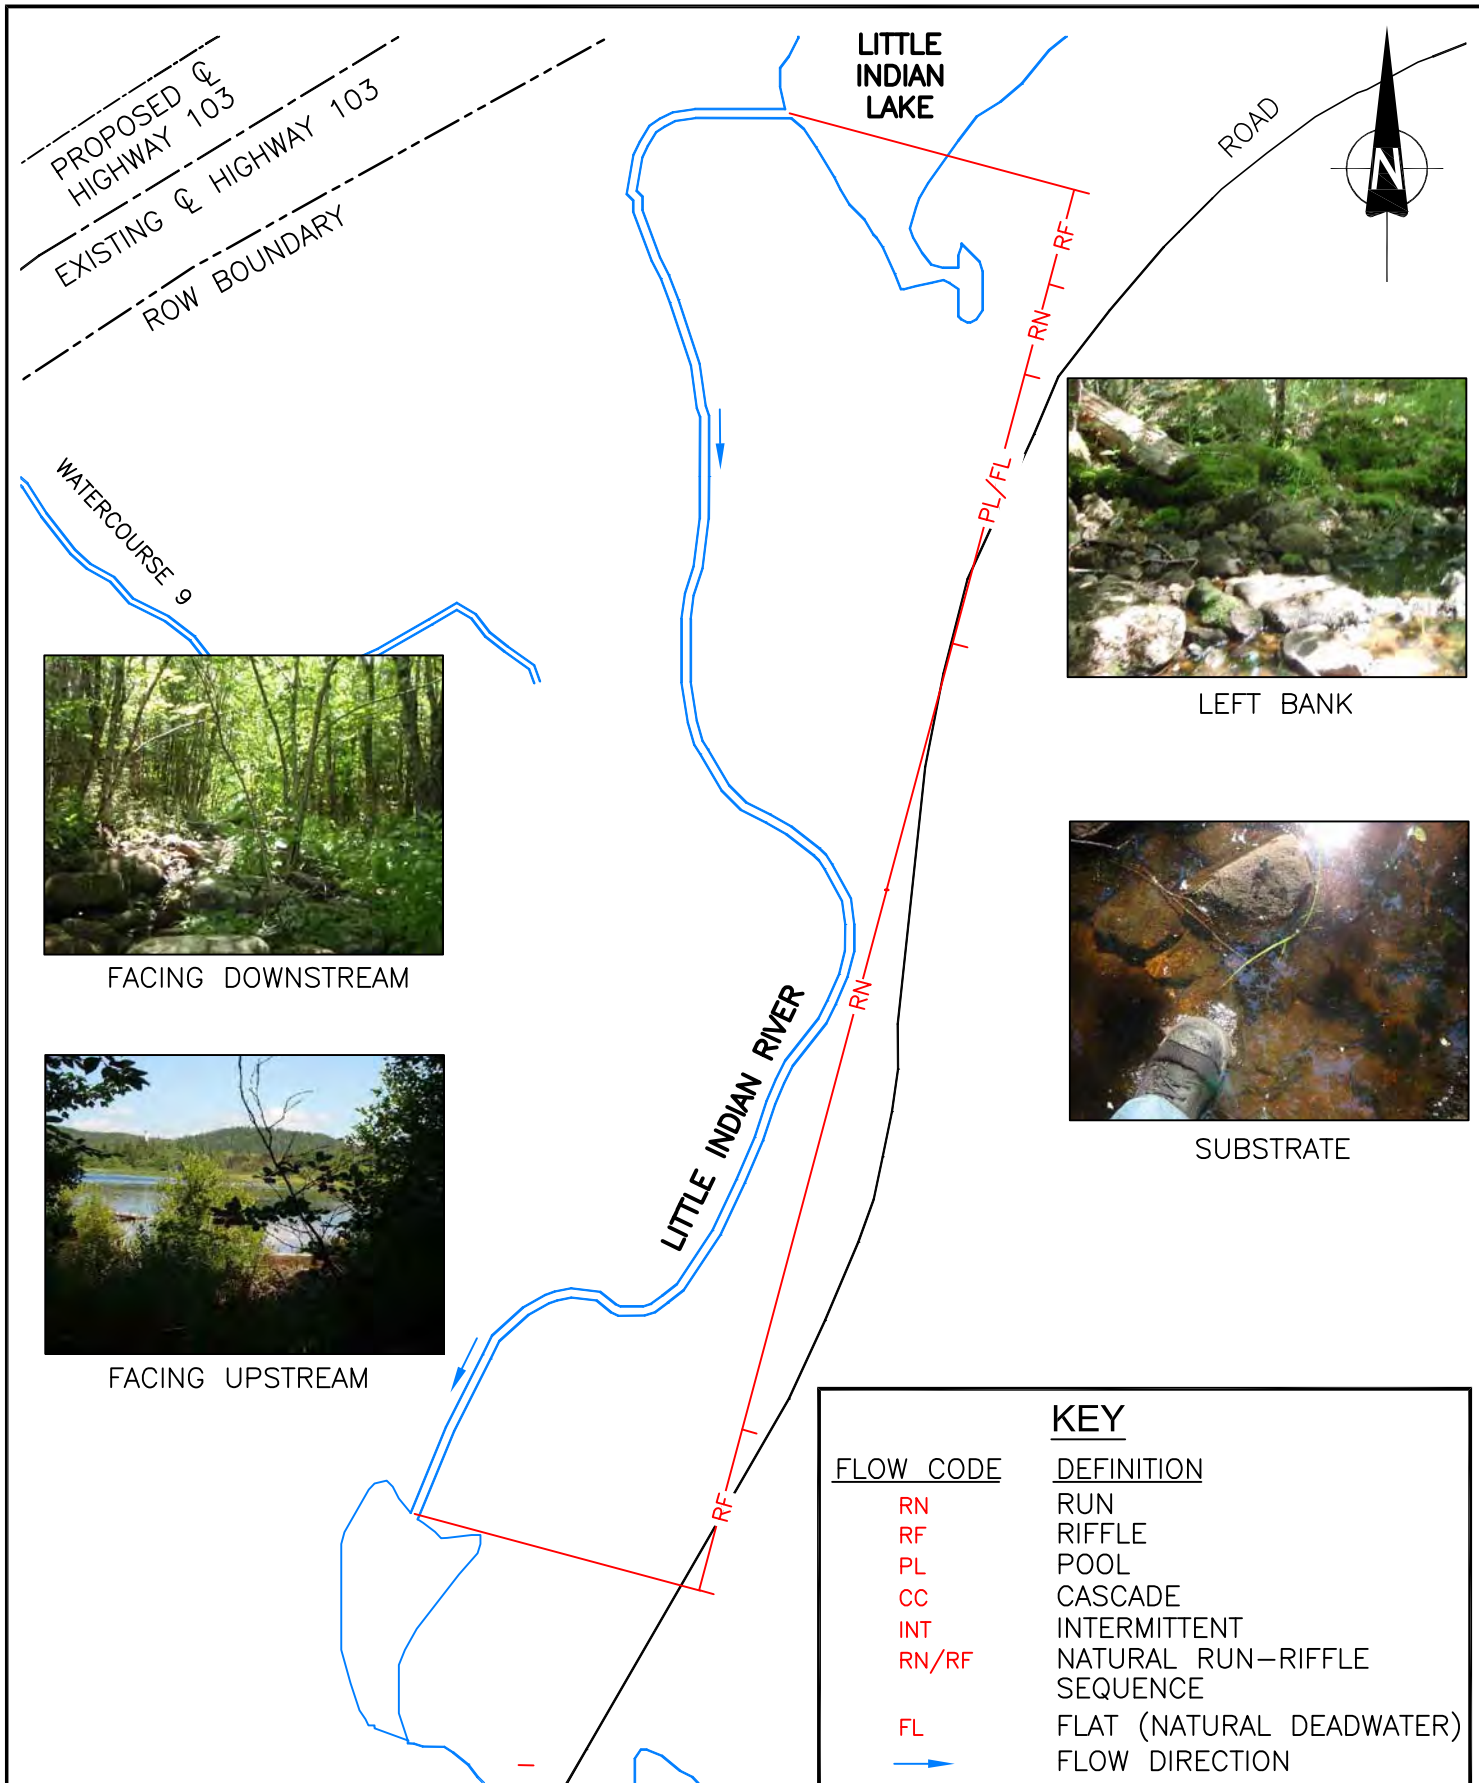 PROPOSED ℄
HIGHWAY 103
EXISTING ℄ HIGHWAY 103
ROW BOUNDARY
LITTLE
INDIAN
LAKE
ROAD
N
RF
RN
PL/FL
WATERCOURSE 9
LEFT BANK
FACING DOWNSTREAM
RN
LITTLE INDIAN RIVER
SUBSTRATE
FACING UPSTREAM
RF
KEY
FLOW CODE DEFINITION
RN RUN
RF RIFFLE
PL POOL
CC CASCADE
INT INTERMITTENT
RN/RF NATURAL RUN-RIFFLE
SEQUENCE
FL FLAT (NATURAL DEADWATER)
FLOW DIRECTION